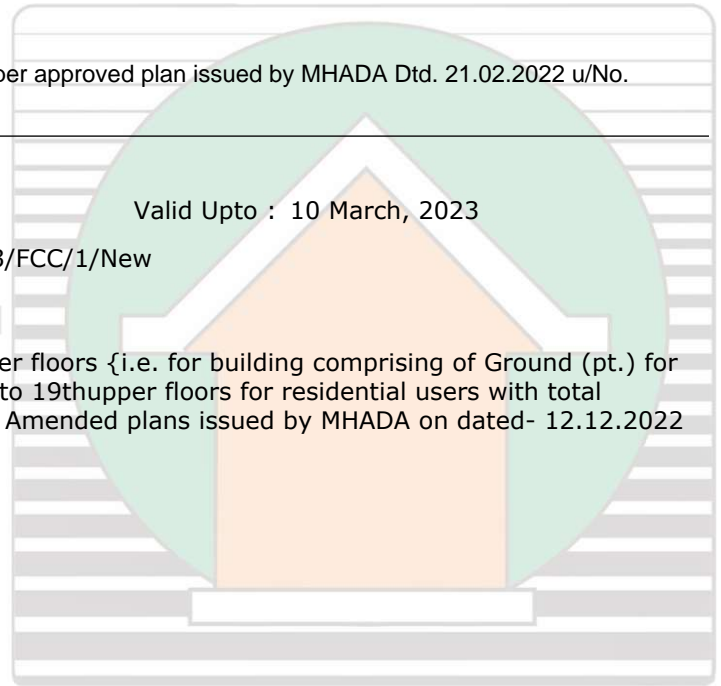 per approved plan issued by MHADA Dtd. 21.02.2022 u/No.
Valid Upto : 10 March, 2023
/FCC/1/New
er floors {i.e. for building comprising of Ground (pt.) for
to 19thupper floors for residential users with total
Amended plans issued by MHADA on dated- 12.12.2022